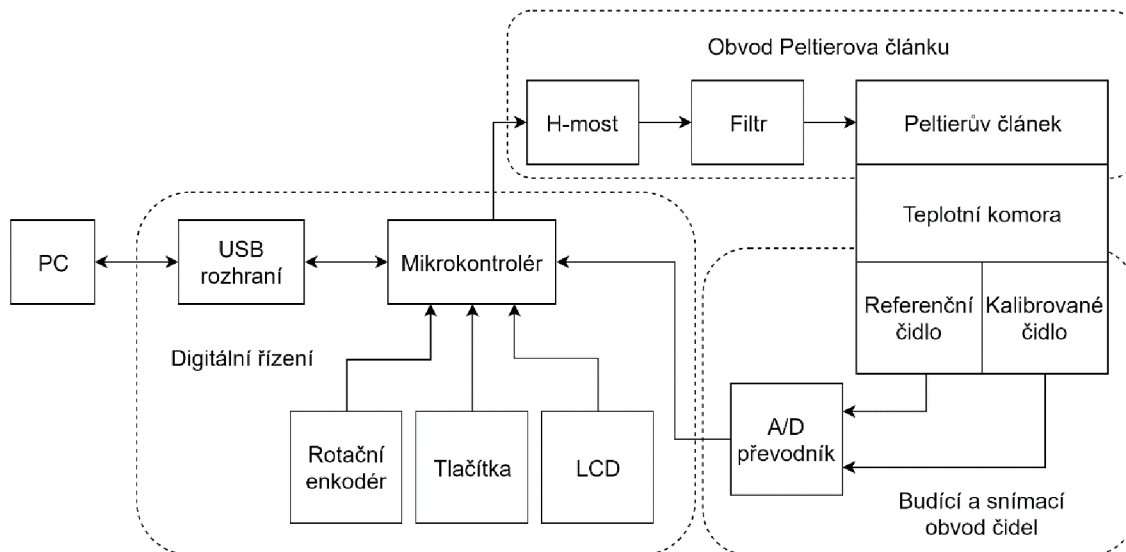 Obvod Peltierova článku
H-most
Filtr
Peltierův článek
Teplotní komora
PC
USB
rozhraní
Mikrokontrolér
Referenční
čidlo
Kalibrované
čidlo
Digitální řízení
Rotační
enkodér
Tlačítka
LCD
A/D
převodník
Budící a snímací
obvod čidel